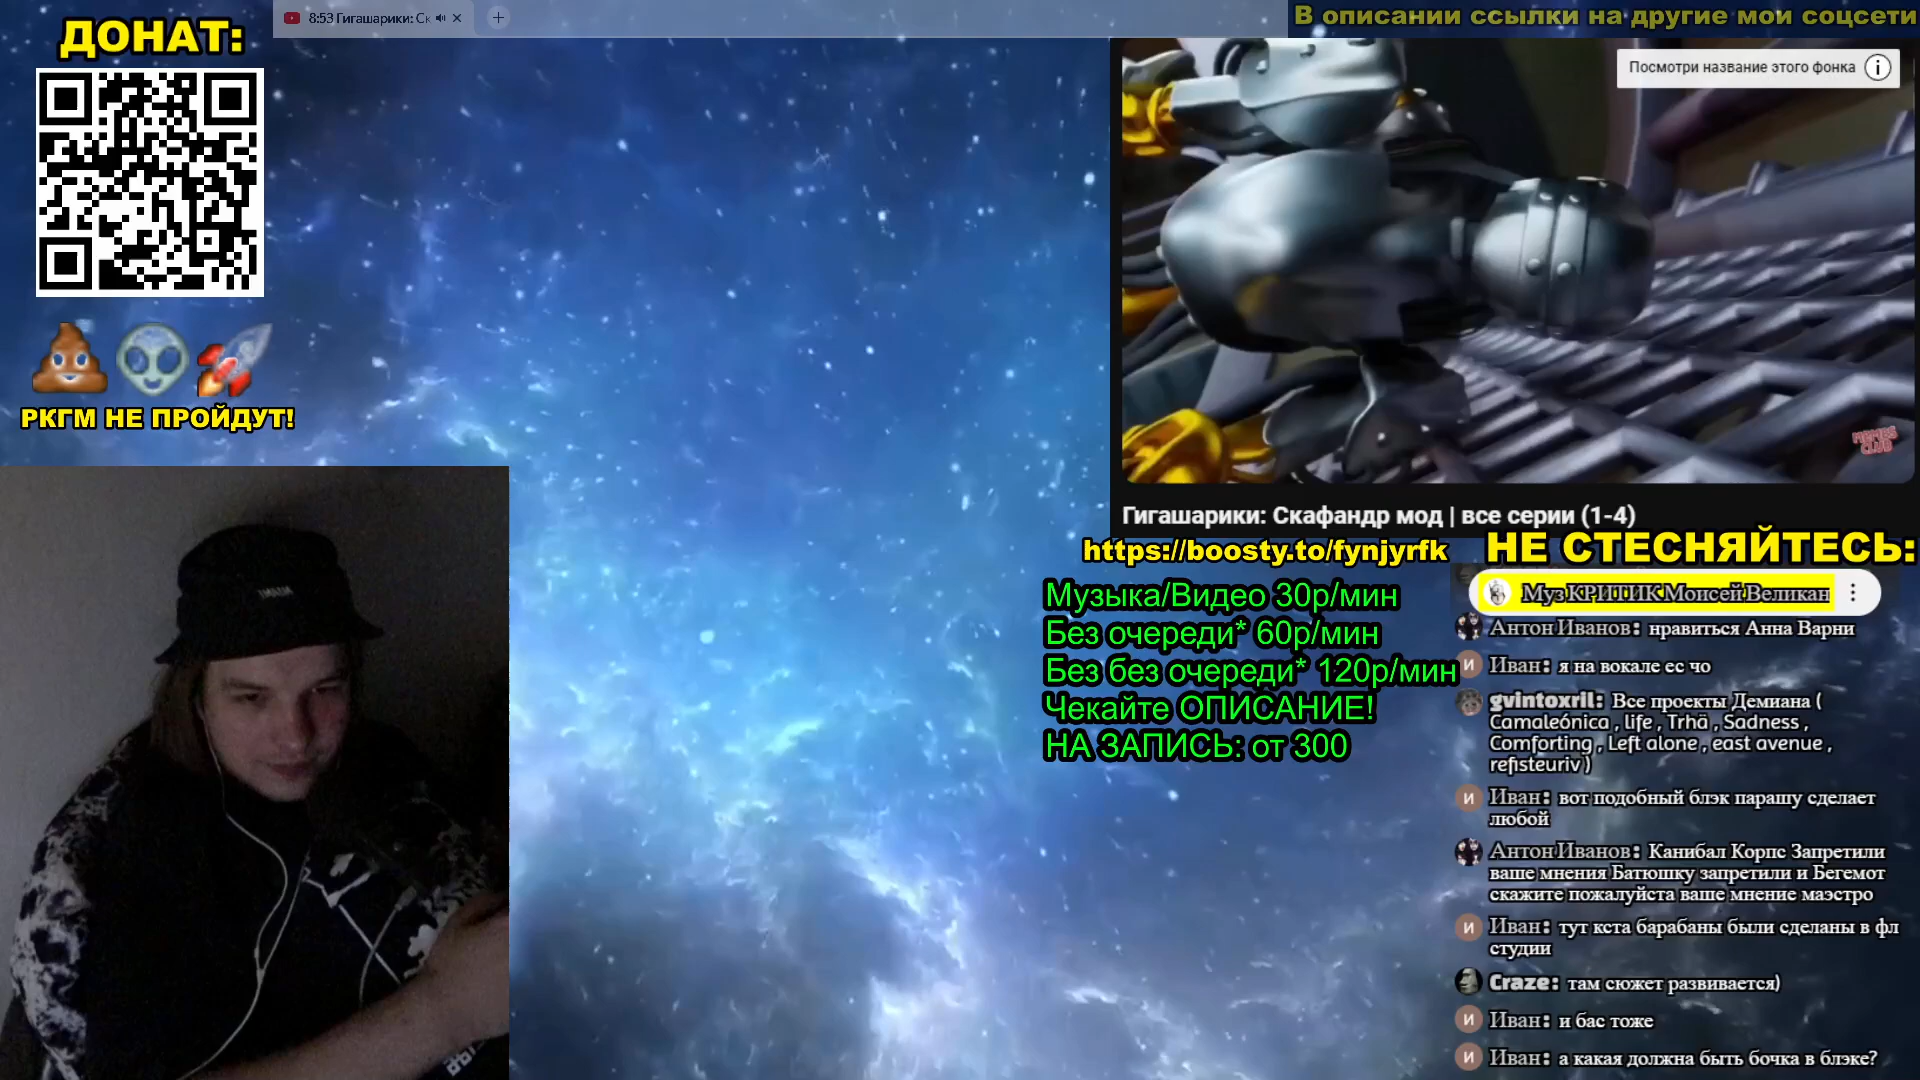 8:53 Гигашарики: Ск
В описании ссылки на другие мои соцсети
ДОНАТ:
Посмотри название этого фонка
РКГМ НЕ ПРОЙДУТ!
MEMES
CLUB
Гигашарики: Скафандр мод | все серии (1-4)
https://boosty.to/fynjyrfk
НЕ СТЕСНЯЙТЕСЬ:
Музыка/Видео 30р/мин
Без очереди* 60р/мин
Без без очереди* 120р/мин
Чекайте ОПИСАНИЕ!
НА ЗАПИСЬ: от 300
Муз КРИТИК Моисей Великан
Антон Иванов: нравиться Анна Варни
И Иван: я на вокале ес чо
gvintoxril: Все проекты Демиана (
Camaleónica , life , Trhä , Sadness ,
Comforting , Left alone , east avenue ,
refisteuriv )
И Иван: вот подобный блэк парашу сделает
любой
Антон Иванов: Канибал Корпс Запретили
ваше мнения Батюшку запретили и Бегемот
скажите пожалуйста ваше мнение маэстро
И Иван: тут кста барабаны были сделаны в фл
студии
Craze: там сюжет развивается)
И Иван: и бас тоже
И Иван: а какая должна быть бочка в блэке?